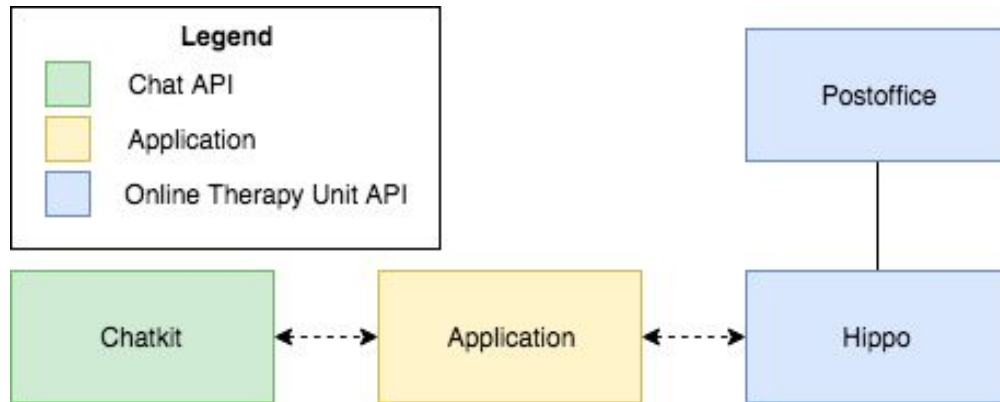 Legend
Chat API
Application
Online Therapy Unit API
Postoffice
Chatkit
Application
Hippo